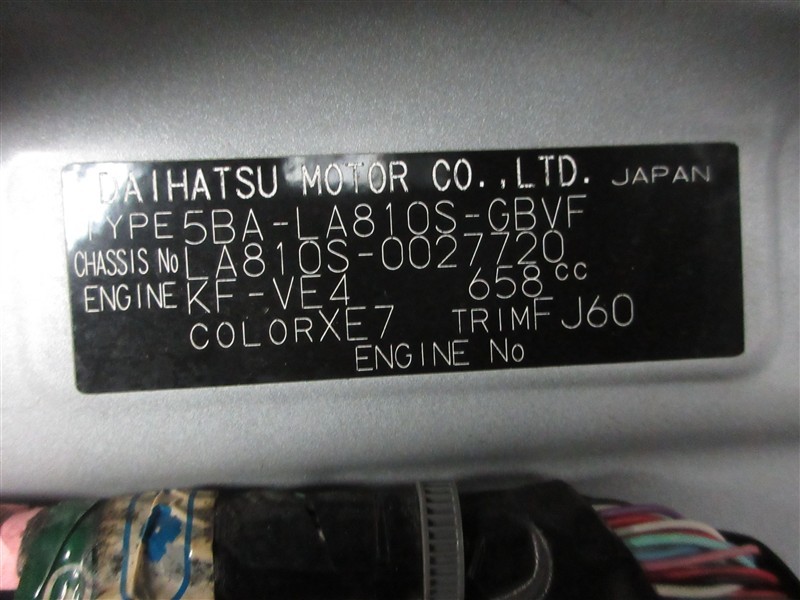 DAIHATSU MOTOR CO.,LTD. JAPAN
TYPE 5BA-LA810S-GBVF
CHASSIS No LA810S-0027720
ENGINE KF-VE4 658cc
COLOR XE7 TRIM FJ60
ENGINE No